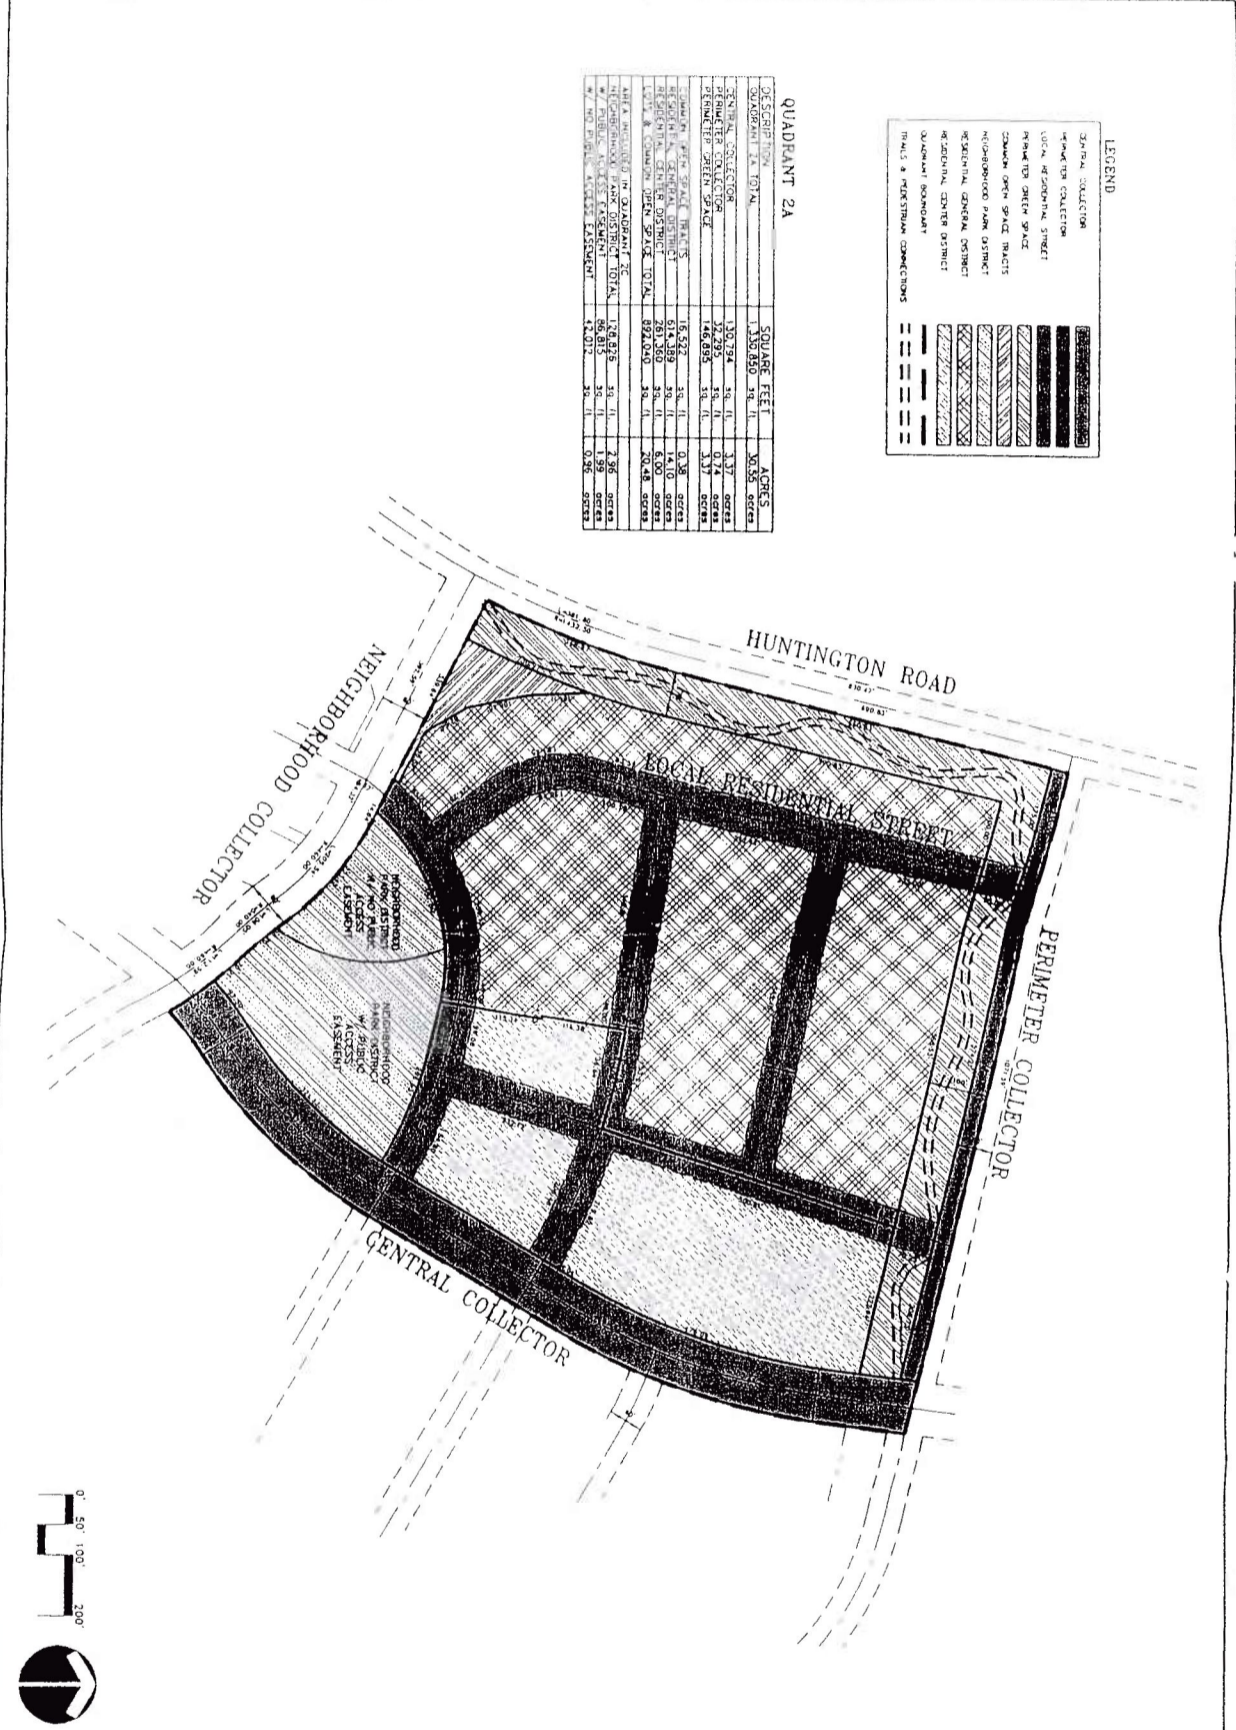 LEGEND
CENTRAL COLLECTOR
PERIMETER COLLECTOR
LOCAL RESIDENTIAL STREET
PERIMETER GREEN SPACE
COMMON OPEN SPACE TRACTS
NEIGHBORHOOD PARK DISTRICT
RESIDENTIAL GENERAL DISTRICT
RESIDENTIAL CENTER DISTRICT
QUADRANT BOUNDARY
TRAILS & PEDESTRIAN CONNECTIONS
QUADRANT 2A
DESCRIPTION SQUARE FEET ACRES
QUADRANT 2A TOTAL 1,330,850 sq. ft. 30.55 acres
CENTRAL COLLECTOR 130,794 sq. ft. 3.37 acres
PERIMETER COLLECTOR 32,295 sq. ft. 0.74 acres
PERIMETER GREEN SPACE 146,895 sq. ft. 3.37 acres
COMMON OPEN SPACE TRACTS 16,522 sq. ft. 0.38 acres
RESIDENTIAL GENERAL DISTRICT 614,389 sq. ft. 14.10 acres
RESIDENTIAL CENTER DISTRICT 261,360 sq. ft. 6.00 acres
LOTS & COMMON OPEN SPACE TOTAL 892,040 sq. ft. 20.48 acres
AREA INCLUDED IN QUADRANT 2C
NEIGHBORHOOD PARK DISTRICT TOTAL 128,826 sq. ft. 2.96 acres
W/ PUBLIC ACCESS EASEMENT 86,815 sq. ft. 1.99 acres
W/ NO PUBLIC ACCESS EASEMENT 42,012 sq. ft. 0.96 acres
HUNTINGTON ROAD
830.67'
890.83'
NEIGHBORHOOD
COLLECTOR
LOCAL RESIDENTIAL STREET
PERIMETER COLLECTOR
100'
NEIGHBORHOOD
PARK DISTRICT
W/ NO PUBLIC
ACCESS
EASEMENT
NEIGHBORHOOD
PARK DISTRICT
W/ PUBLIC
ACCESS
EASEMENT
CENTRAL COLLECTOR
0' 50' 100' 200'